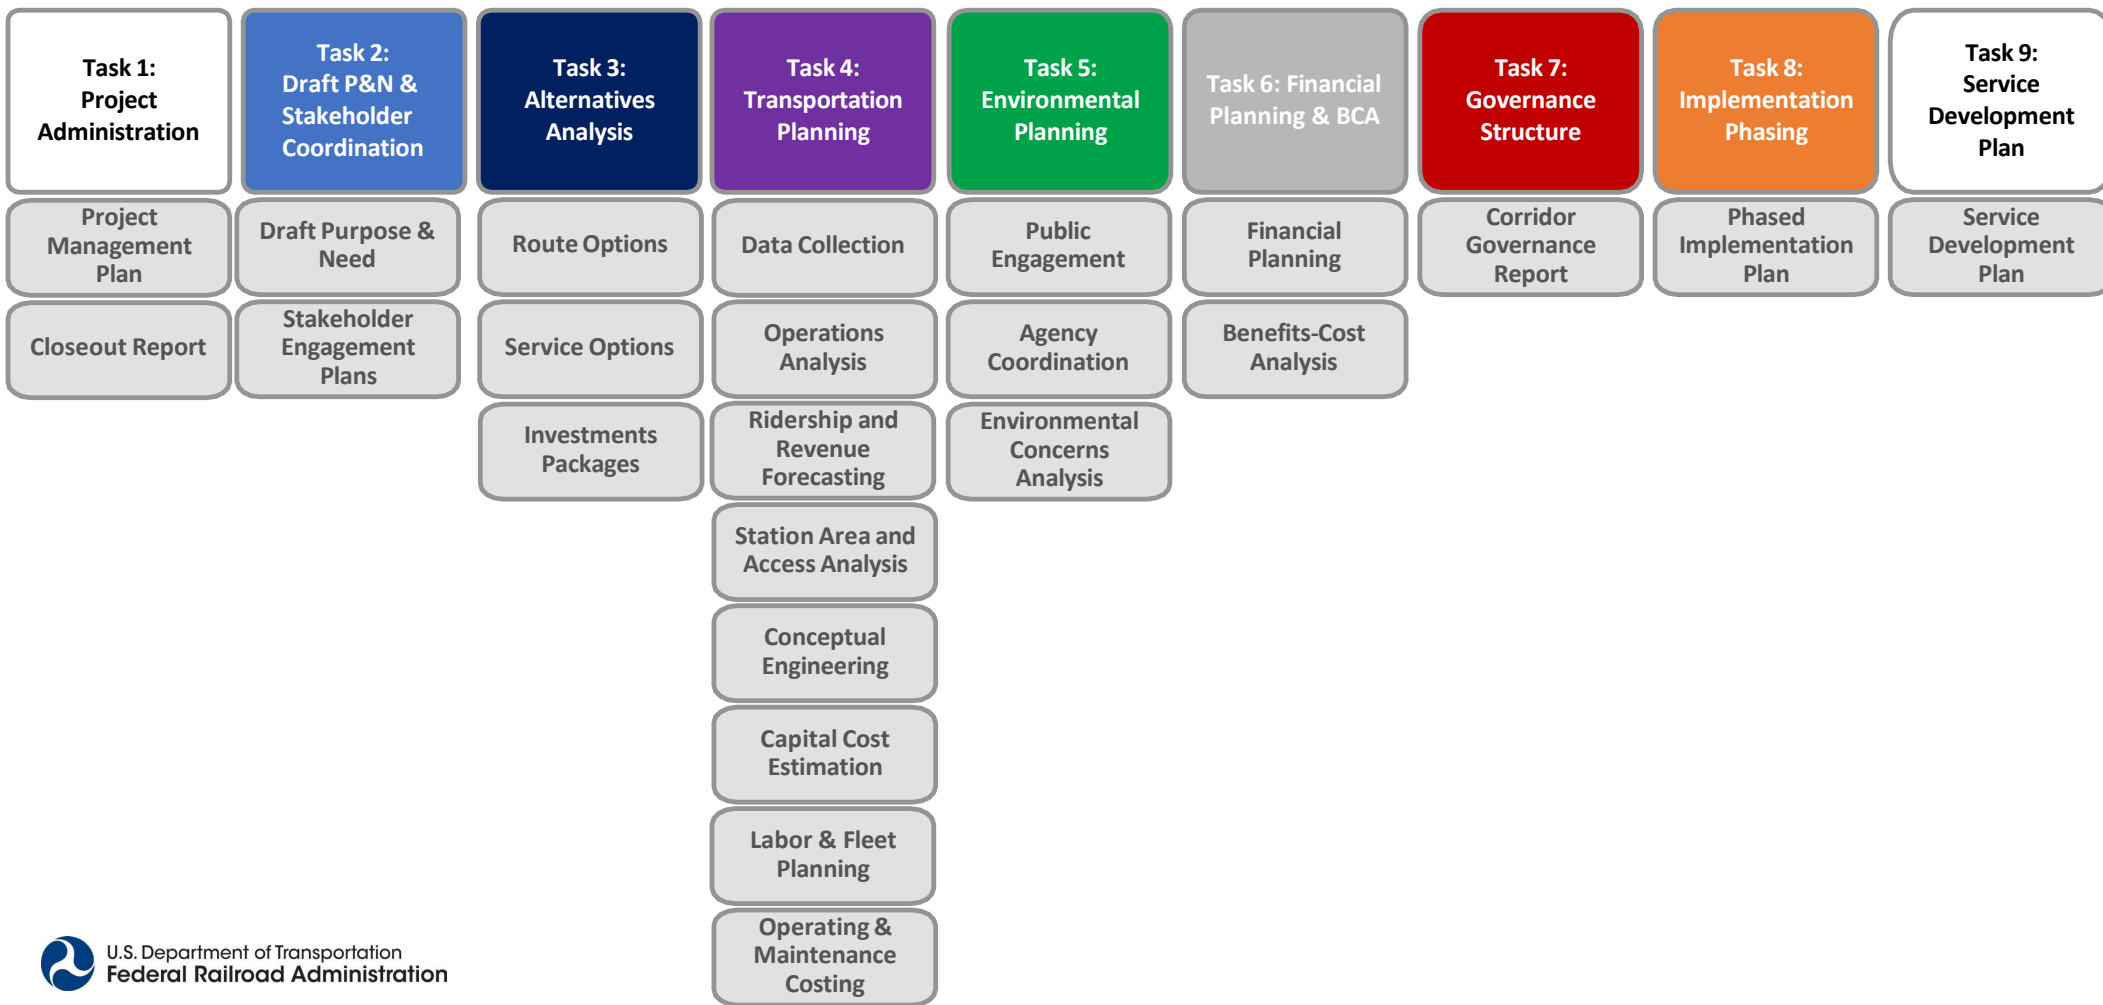 Task 1:
Project
Administration
Task 2:
Draft P&N &
Stakeholder
Coordination
Task 3:
Alternatives
Analysis
Task 4:
Transportation
Planning
Task 5:
Environmental
Planning
Task 6: Financial
Planning & BCA
Task 7:
Governance
Structure
Task 8:
Implementation
Phasing
Task 9:
Service
Development
Plan
Project
Management
Plan
Closeout Report
Draft Purpose &
Need
Stakeholder
Engagement
Plans
Route Options
Service Options
Investments
Packages
Data Collection
Operations
Analysis
Ridership and
Revenue
Forecasting
Station Area and
Access Analysis
Conceptual
Engineering
Capital Cost
Estimation
Labor & Fleet
Planning
Operating &
Maintenance
Costing
Public
Engagement
Agency
Coordination
Environmental
Concerns
Analysis
Financial
Planning
Benefits-Cost
Analysis
Corridor
Governance
Report
Phased
Implementation
Plan
Service
Development
Plan
U.S. Department of Transportation
Federal Railroad Administration